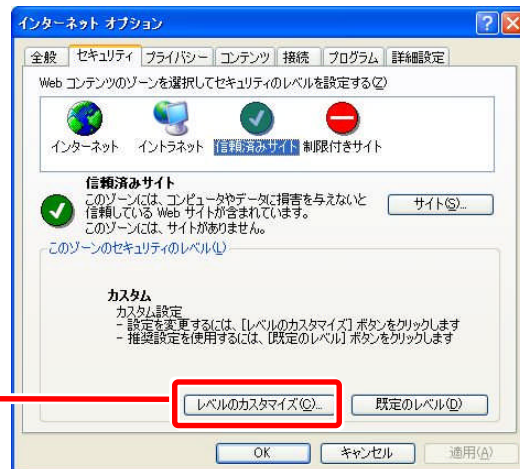 インターネット オプション
全般 セキュリティ プライバシー コンテンツ 接続 プログラム 詳細設定
Web コンテンツのゾーンを選択してセキュリティのレベルを設定する(Z)
インターネット イントラネット 信頼済みサイト 制限付きサイト
信頼済みサイト
このゾーンには、コンピュータやデータに損害を与えないと
信頼している Web サイトが含まれています。
このゾーンには、サイトがありません。
サイト(S)...
このゾーンのセキュリティのレベル(L)
カスタム
カスタム設定
- 設定を変更するには、[レベルのカスタマイズ] ボタンをクリックします
- 推奨設定を使用するには、[既定のレベル] ボタンをクリックします
レベルのカスタマイズ(C)... 既定のレベル(D)
OK キャンセル 適用(A)